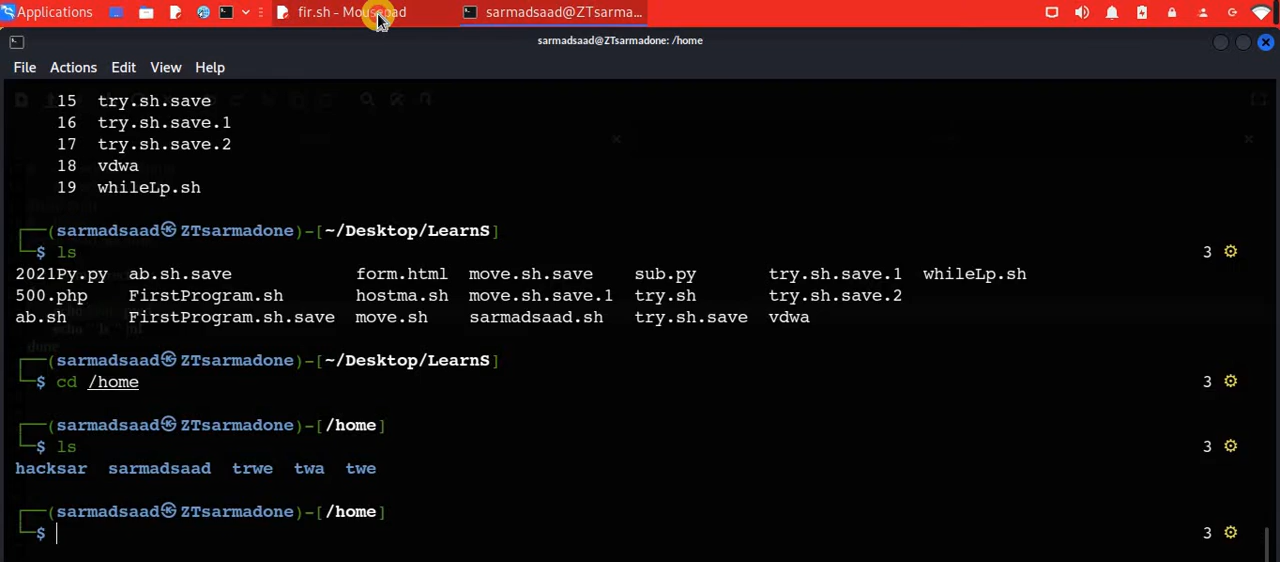 Applications fir.sh - Mousepad sarmadsaad@ZTsarma...
sarmadsaad@ZTsarmadone: /home
File Actions Edit View Help
15 try.sh.save
16 try.sh.save.1
17 try.sh.save.2
18 vdwa
19 whileLp.sh
┌──(sarmadsaad㉿ZTsarmadone)-[~/Desktop/LearnS]
└─$ ls 3
2021Py.py ab.sh.save form.html move.sh.save sub.py try.sh.save.1 whileLp.sh
500.php FirstProgram.sh hostma.sh move.sh.save.1 try.sh try.sh.save.2
ab.sh FirstProgram.sh.save move.sh sarmadsaad.sh try.sh.save vdwa
┌──(sarmadsaad㉿ZTsarmadone)-[~/Desktop/LearnS]
└─$ cd /home 3
┌──(sarmadsaad㉿ZTsarmadone)-[/home]
└─$ ls 3
hacksar sarmadsaad trwe twa twe
┌──(sarmadsaad㉿ZTsarmadone)-[/home]
└─$ 3
done